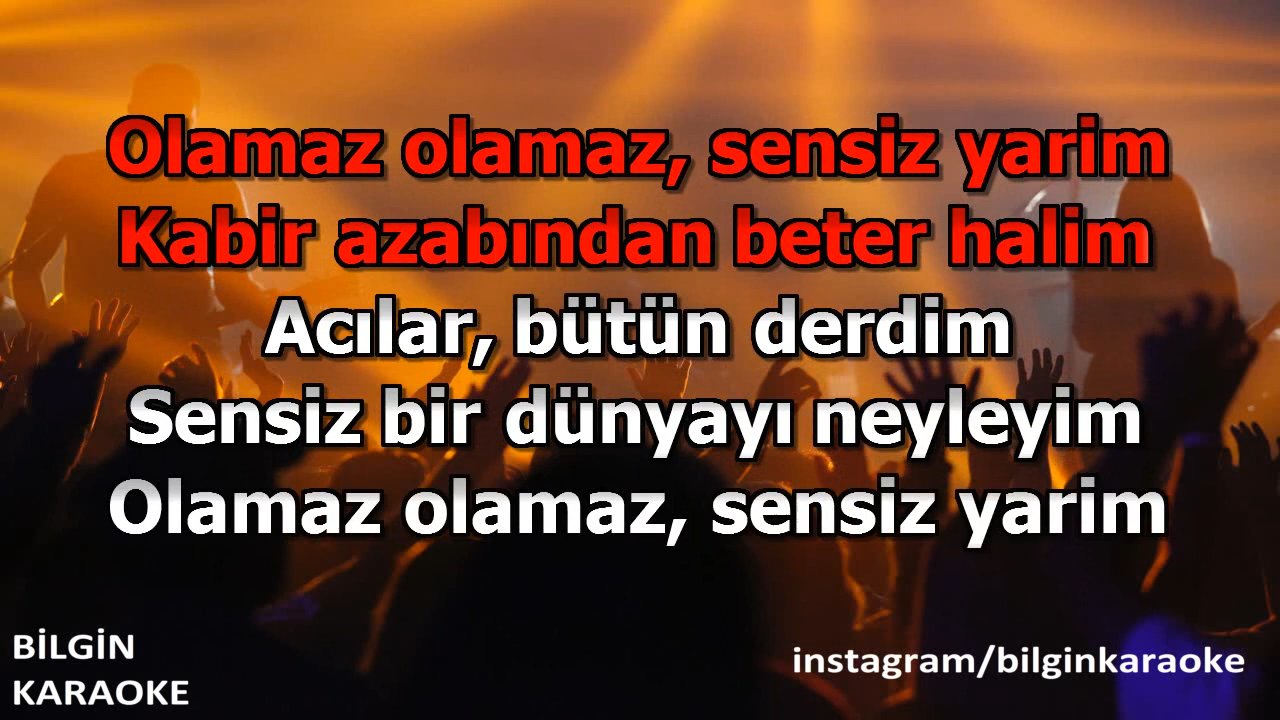 Olamaz olamaz, sensiz yarim
Kabir azabından beter halim
Acılar, bütün derdim
Sensiz bir dünyayı neyleyim
Olamaz olamaz, sensiz yarim
BİLGİN
KARAOKE
instagram/bilginkaraoke